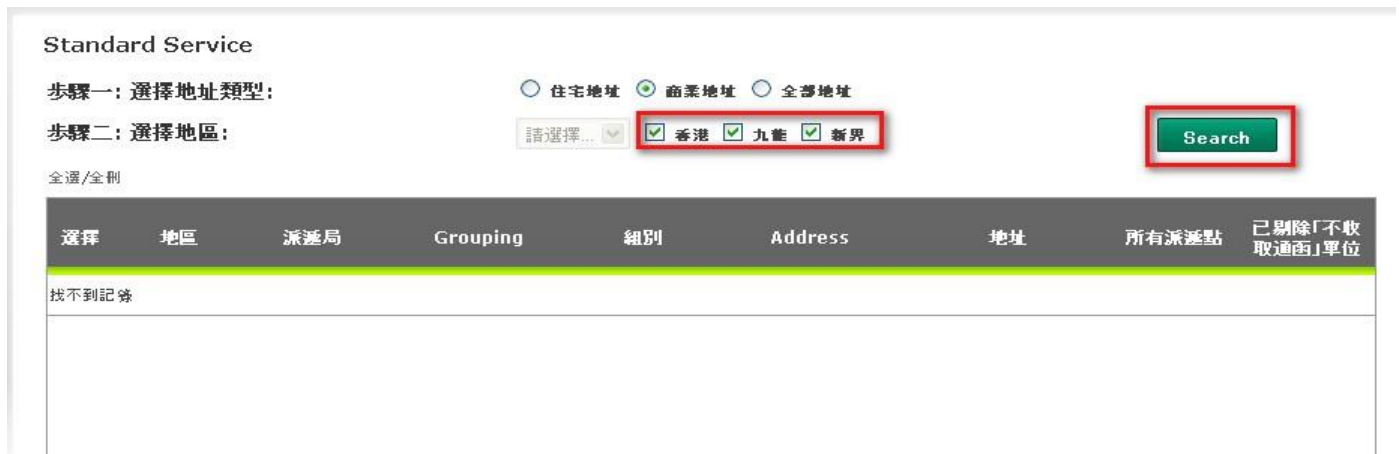 Standard Service
步驟一: 選擇地址類型: 住宅地址 商業地址 全部地址
步驟二: 選擇地區: 請選擇... 香港 九龍 新界 Search
全選/全刪
選擇 地區 派遞局 Grouping 組別 Address 地址 所有派遞點 已剔除「不收取通函」單位
找不到記錄